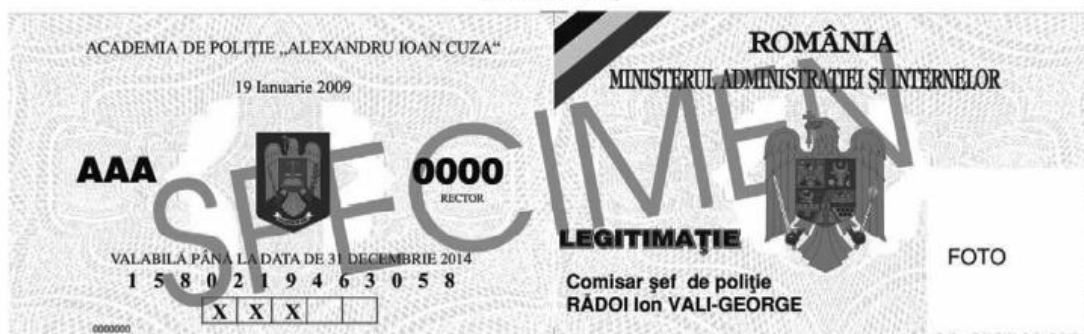 ACADEMIA DE POLIȚIE „ALEXANDRU IOAN CUZA“
19 Ianuarie 2009
AAA
0000
RECTOR
VALABILĂ PÂNĂ LA DATA DE 31 DECEMBRIE 2014
1 5 8 0 2 1 9 4 6 3 0 5 8
X X X
0000000
ROMÂNIA
MINISTERUL ADMINISTRAȚIEI ȘI INTERNELOR
LEGITIMAȚIE
Comisar șef de poliție
RĂDOI Ion VALI-GEORGE
FOTO
SPECIMEN